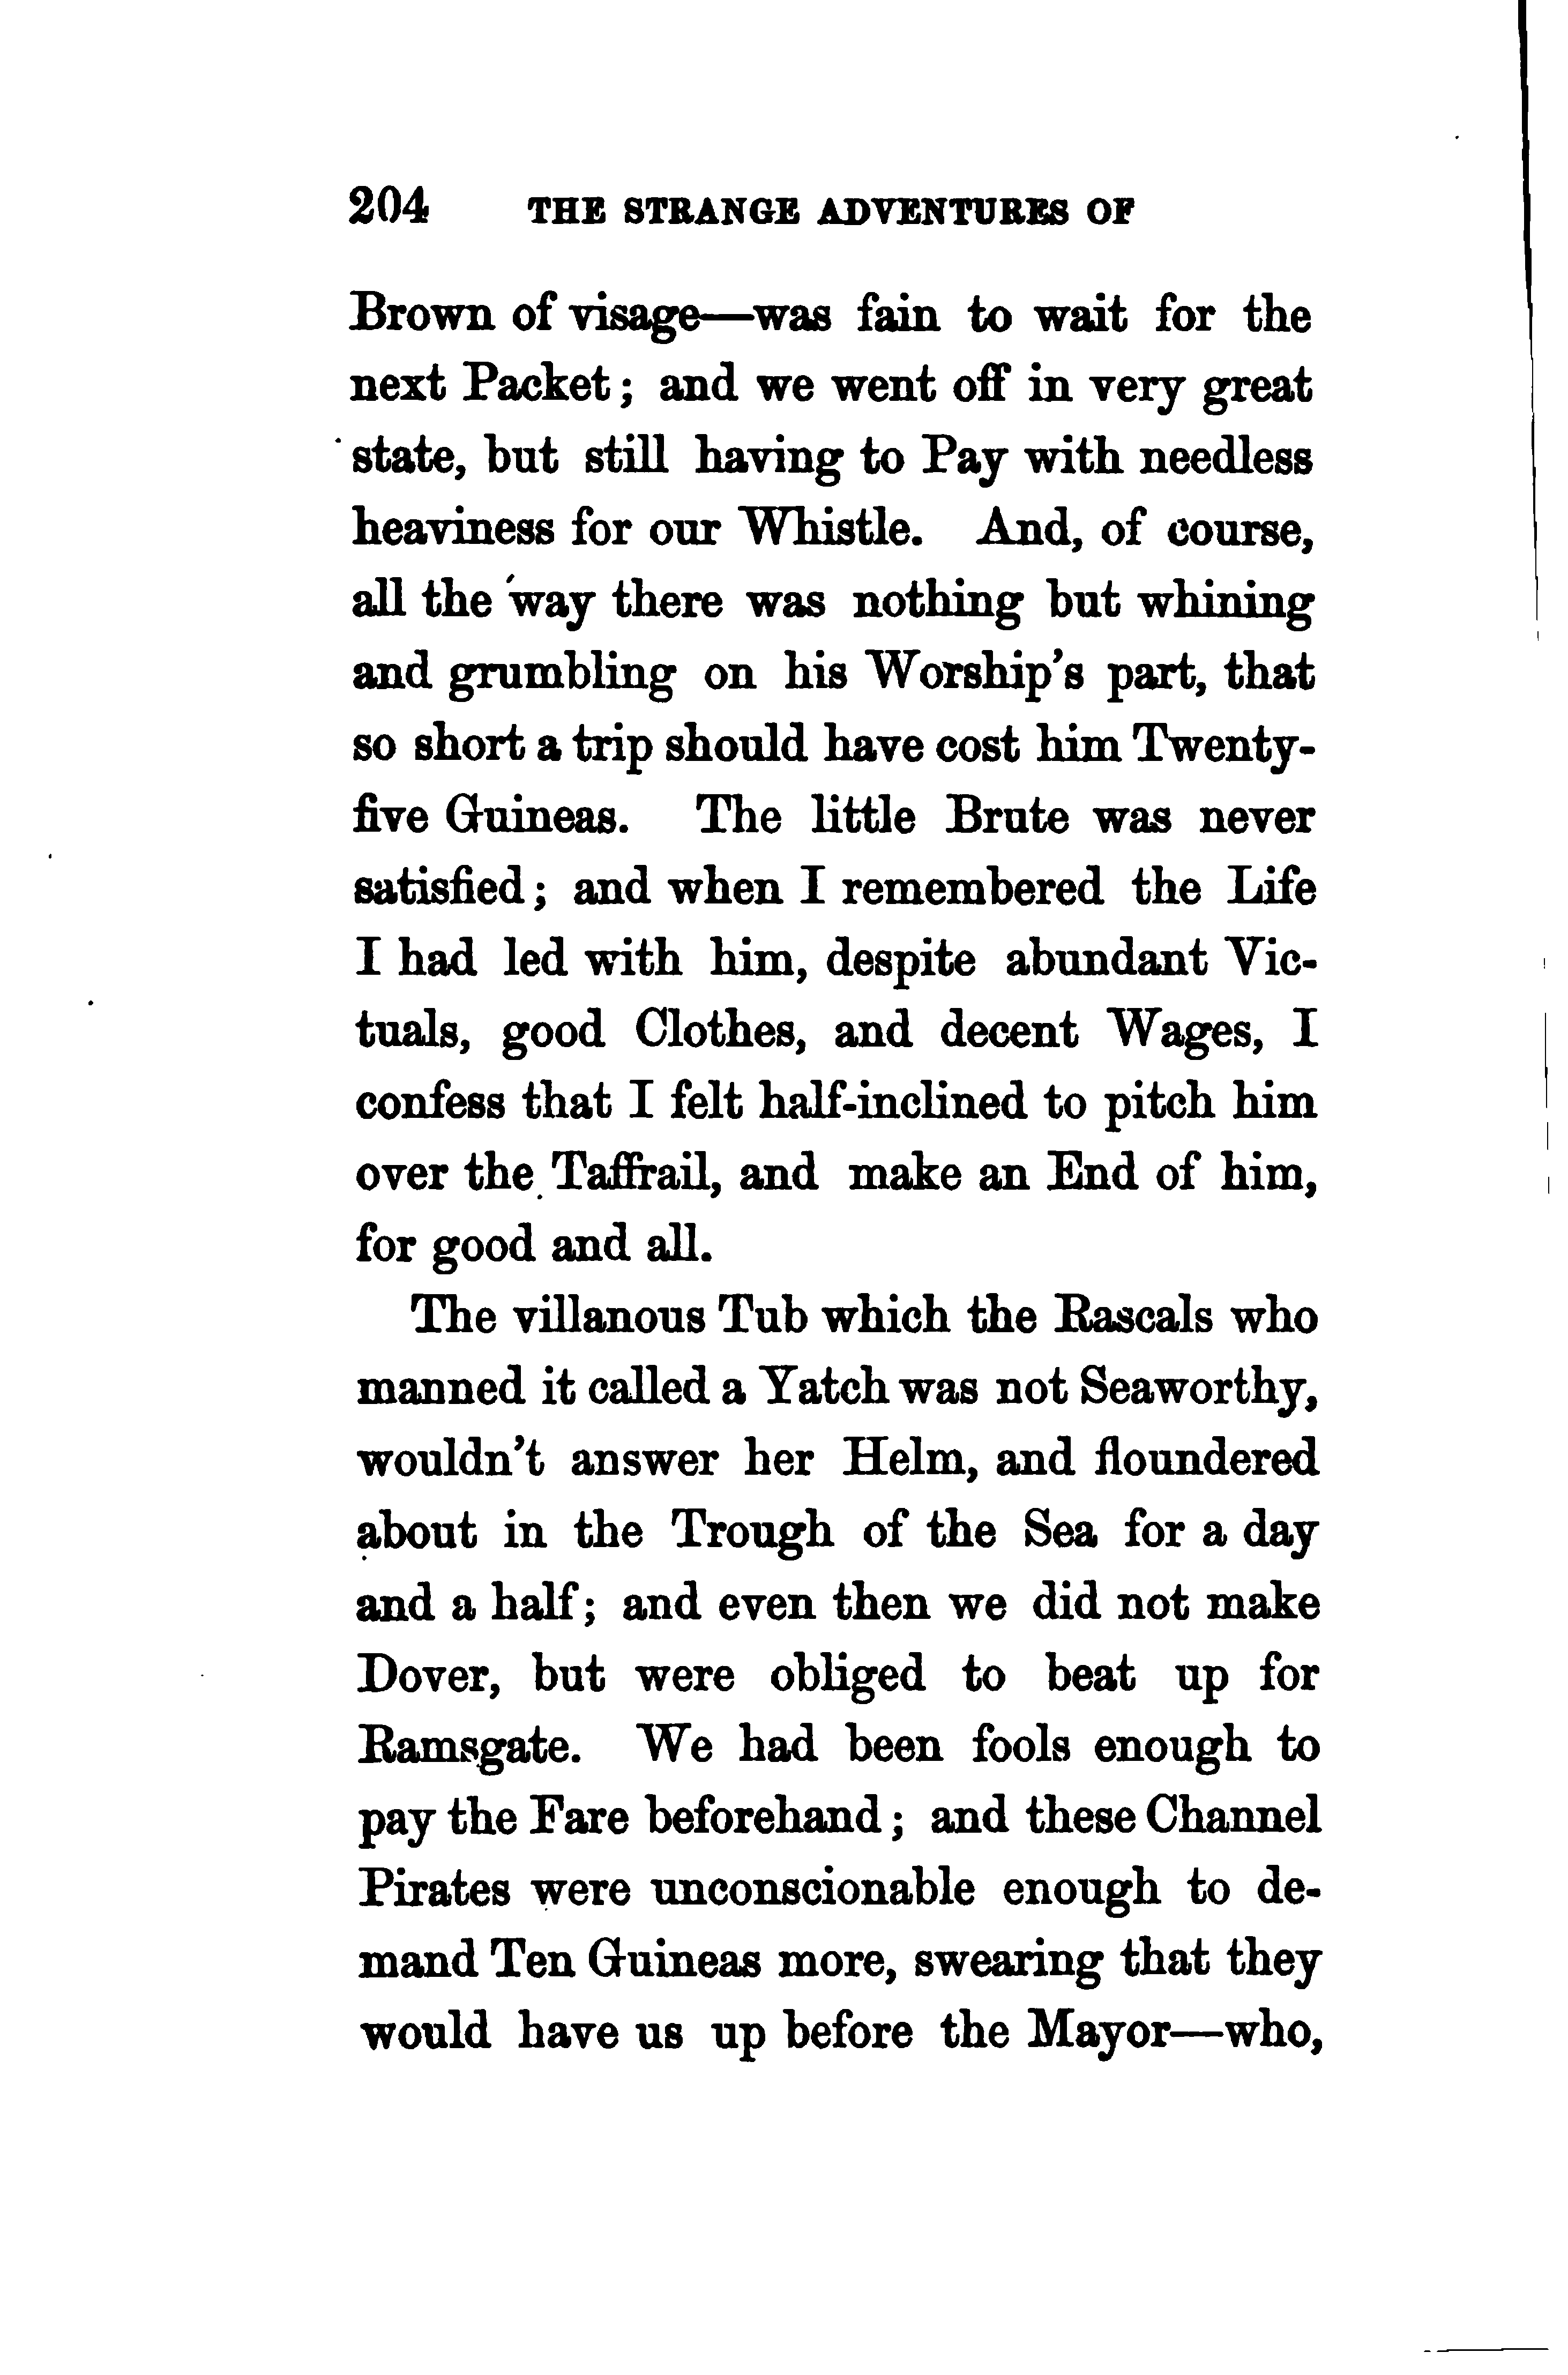 204 THE STRANGE ADVENTURES OF
Brown of visage—was fain to wait for the
next Packet; and we went off in very great
state, but still having to Pay with needless
heaviness for our Whistle. And, of course,
all the way there was nothing but whining
and grumbling on his Worship's part, that
so short a trip should have cost him Twenty-
five Guineas. The little Brute was never
satisfied; and when I remembered the Life
I had led with him, despite abundant Vic-
tuals, good Clothes, and decent Wages, I
confess that I felt half-inclined to pitch him
over the Taffrail, and make an End of him,
for good and all.
The villanous Tub which the Rascals who
manned it called a Yatch was not Seaworthy,
wouldn't answer her Helm, and floundered
about in the Trough of the Sea for a day
and a half; and even then we did not make
Dover, but were obliged to beat up for
Ramsgate. We had been fools enough to
pay the Fare beforehand; and these Channel
Pirates were unconscionable enough to de-
mand Ten Guineas more, swearing that they
would have us up before the Mayor—who,